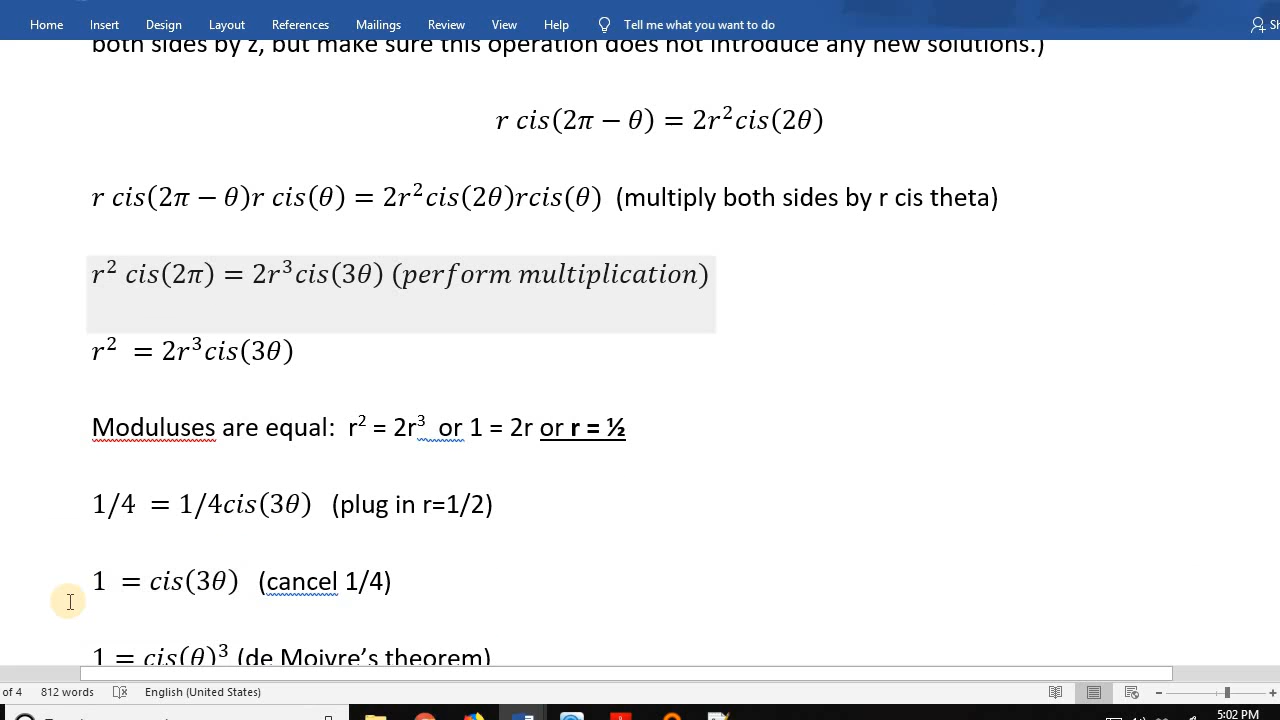 Home Insert Design Layout References Mailings Review View Help Tell me what you want to do Sh
both sides by z, but make sure this operation does not introduce any new solutions.)
r cis(2π − θ) = 2r²cis(2θ)
r cis(2π − θ)r cis(θ) = 2r²cis(2θ)rcis(θ) (multiply both sides by r cis theta)
r² cis(2π) = 2r³cis(3θ) (perform multiplication)
r² = 2r³cis(3θ)
Moduluses are equal: r² = 2r³ or 1 = 2r or r = ½
1/4 = 1/4cis(3θ) (plug in r=1/2)
1 = cis(3θ) (cancel 1/4)
1 = cis(θ)³ (de Moivre's theorem)
of 4 812 words English (United States)
5:02 PM